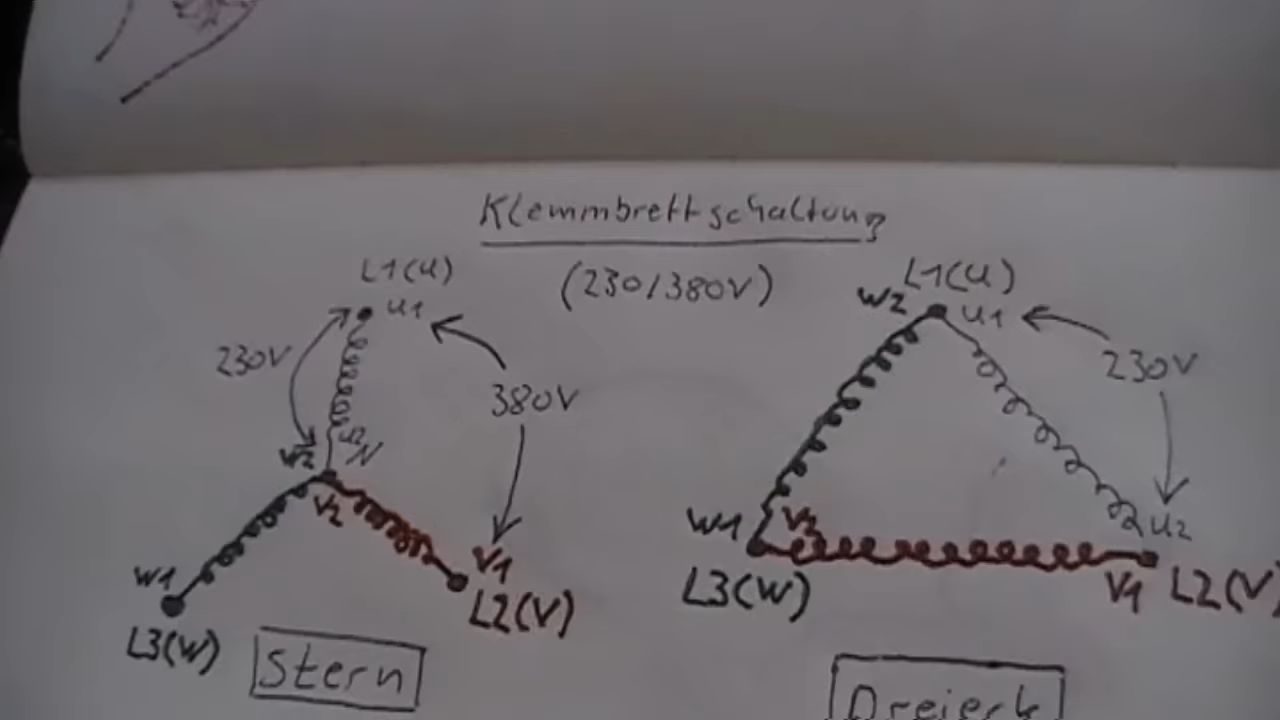 Klemmbrettschaltung
(230/380V)
L1(U)
U1
230V
380V
W2
U2
N
V2
W1
L3(W)
V1
L2(V)
Stern
L1(U)
W2
U1
230V
W1
V2
U2
L3(W)
V1
L2(V)
Dreieck